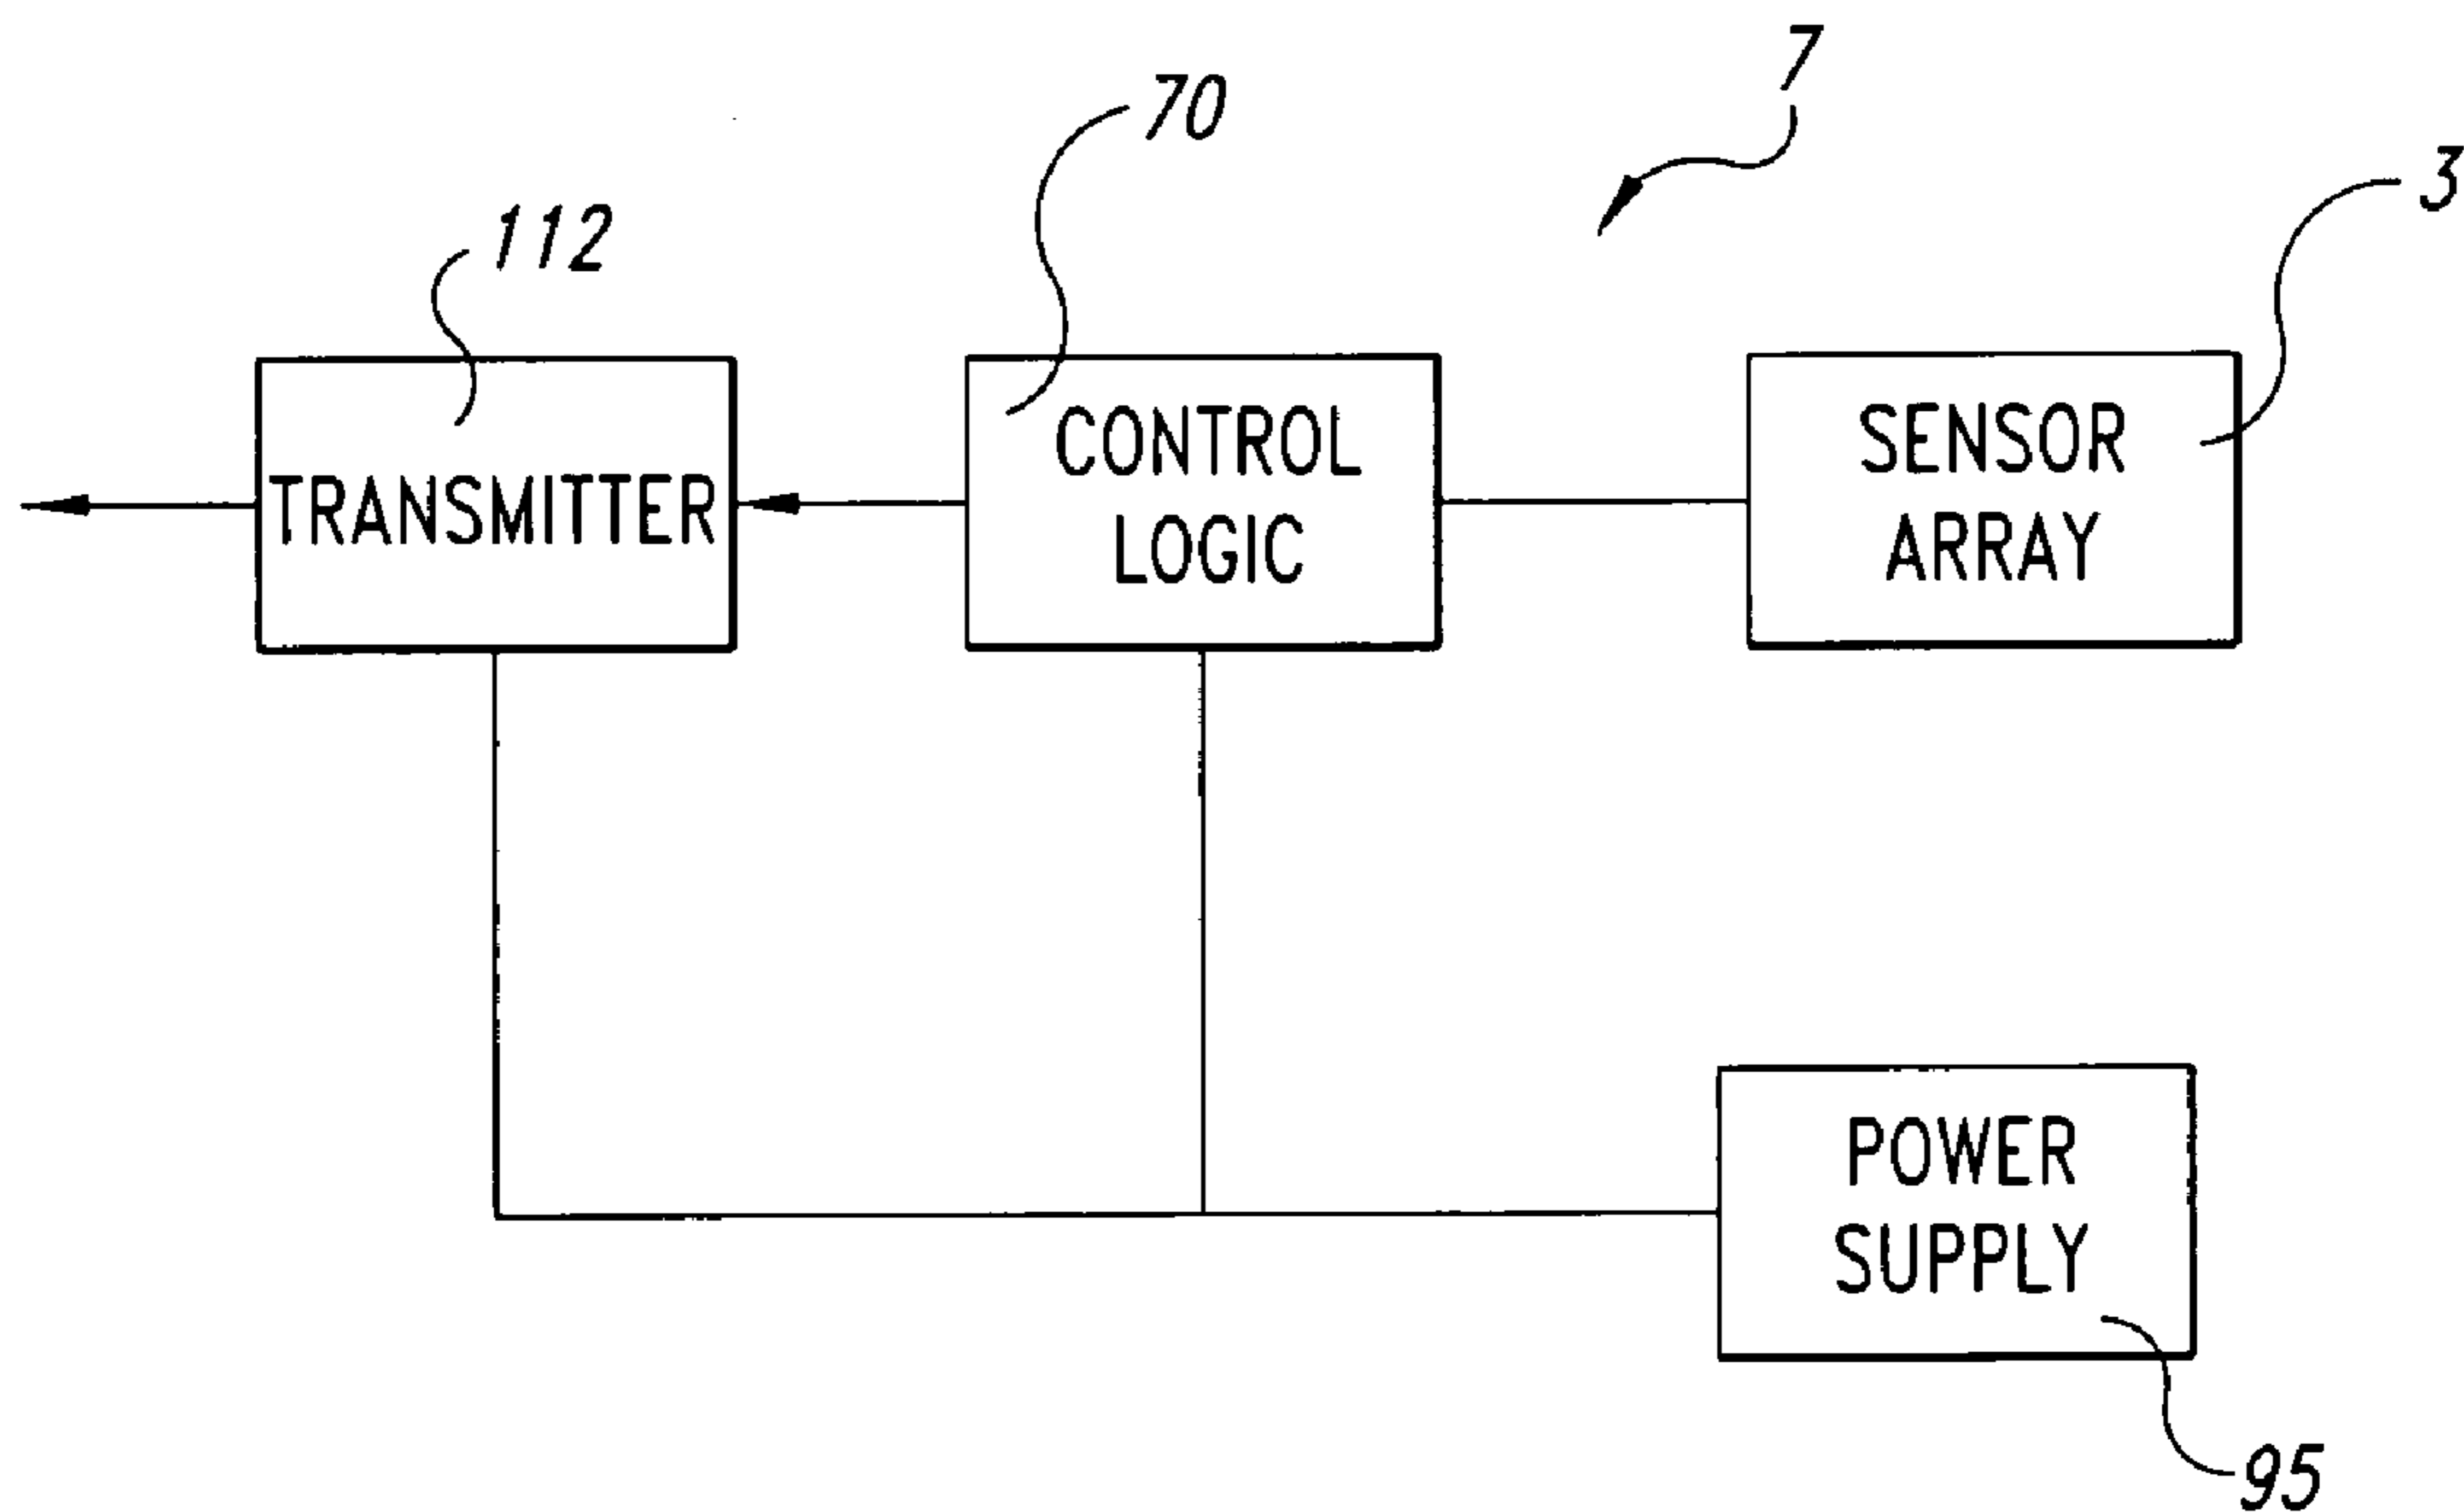 7
70
3
112
TRANSMITTER
CONTROL
LOGIC
SENSOR
ARRAY
POWER
SUPPLY
95